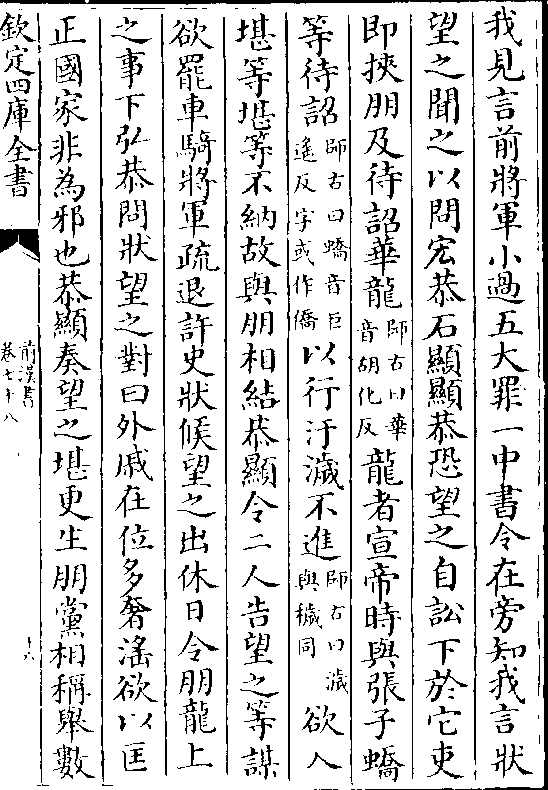 我見言前將軍小過五大罪一中書令在旁知我言狀
望之聞之以問宏恭石顯顯恭恐望之自訟下於它吏
即挾朋及待詔華龍師古曰華音胡化反龍者宣帝時與張子蟜
等待詔師古曰蟜音巨遙反字或作僑以行汙濊不進師古曰濊與穢同欲入
堪等堪等不納故與朋相結恭顯令二人告望之等謀
欲罷車騎將軍疏退許史狀候望之出休日令朋龍上
之事下弘恭問狀望之對曰外戚在位多奢淫欲以匡
正國家非為邪也恭顯奏望之堪更生朋黨相稱舉數
欽定四庫全書
前漢書
卷七十八
十六